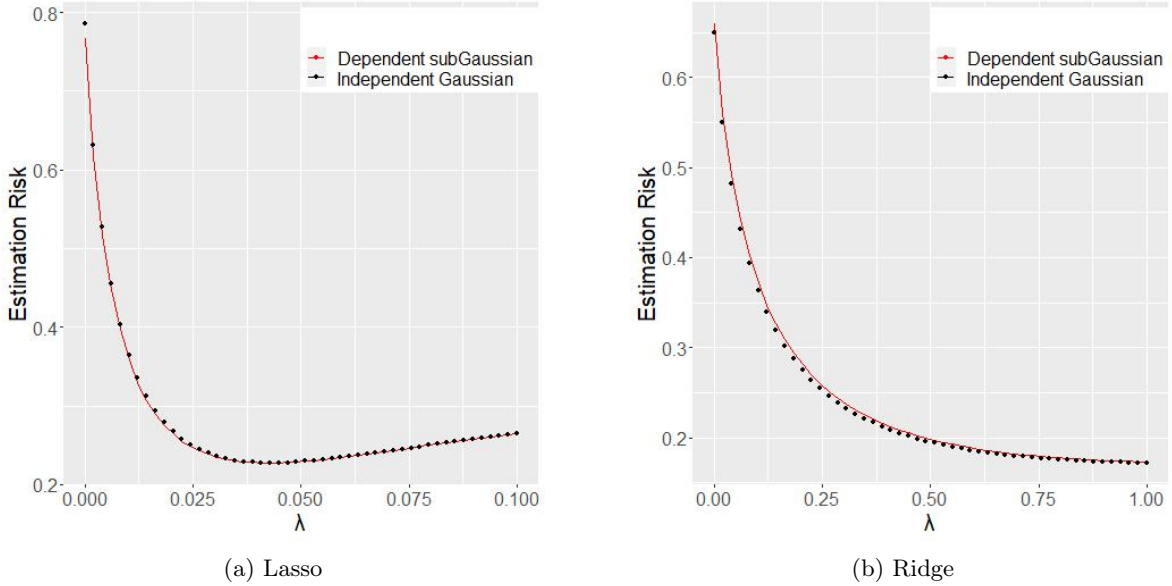 Estimation Risk
0.8
0.6
0.4
0.2
Dependent subGaussian
Independent Gaussian
0.000 0.025 0.050 0.075 0.100
λ
(a) Lasso
Estimation Risk
0.6
0.5
0.4
0.3
0.2
Dependent subGaussian
Independent Gaussian
0.00 0.25 0.50 0.75 1.00
λ
(b) Ridge